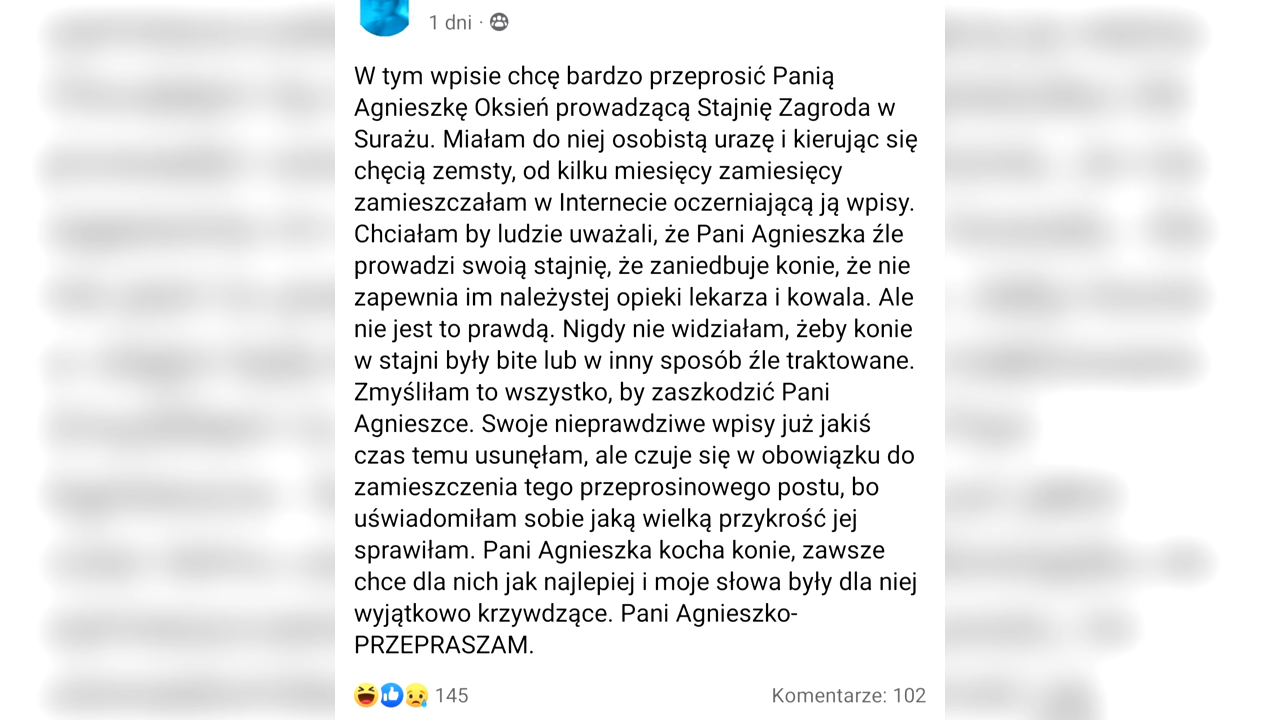 1 dni ·
W tym wpisie chcę bardzo przeprosić Panią
Agnieszkę Oksień prowadzącą Stajnię Zagroda w
Surażu. Miałam do niej osobistą urazę i kierując się
chęcią zemsty, od kilku miesięcy zamiesięcy
zamieszczałam w Internecie oczerniającą ją wpisy.
Chciałam by ludzie uważali, że Pani Agnieszka źle
prowadzi swoią stajnię, że zaniedbuje konie, że nie
zapewnia im należystej opieki lekarza i kowala. Ale
nie jest to prawdą. Nigdy nie widziałam, żeby konie
w stajni były bite lub w inny sposób źle traktowane.
Zmyśliłam to wszystko, by zaszkodzić Pani
Agnieszce. Swoje nieprawdziwe wpisy już jakiś
czas temu usunęłam, ale czuje się w obowiązku do
zamieszczenia tego przeprosinowego postu, bo
uświadomiłam sobie jaką wielką przykrość jej
sprawiłam. Pani Agnieszka kocha konie, zawsze
chce dla nich jak najlepiej i moje słowa były dla niej
wyjątkowo krzywdzące. Pani Agnieszko-
PRZEPRASZAM.
145 Komentarze: 102